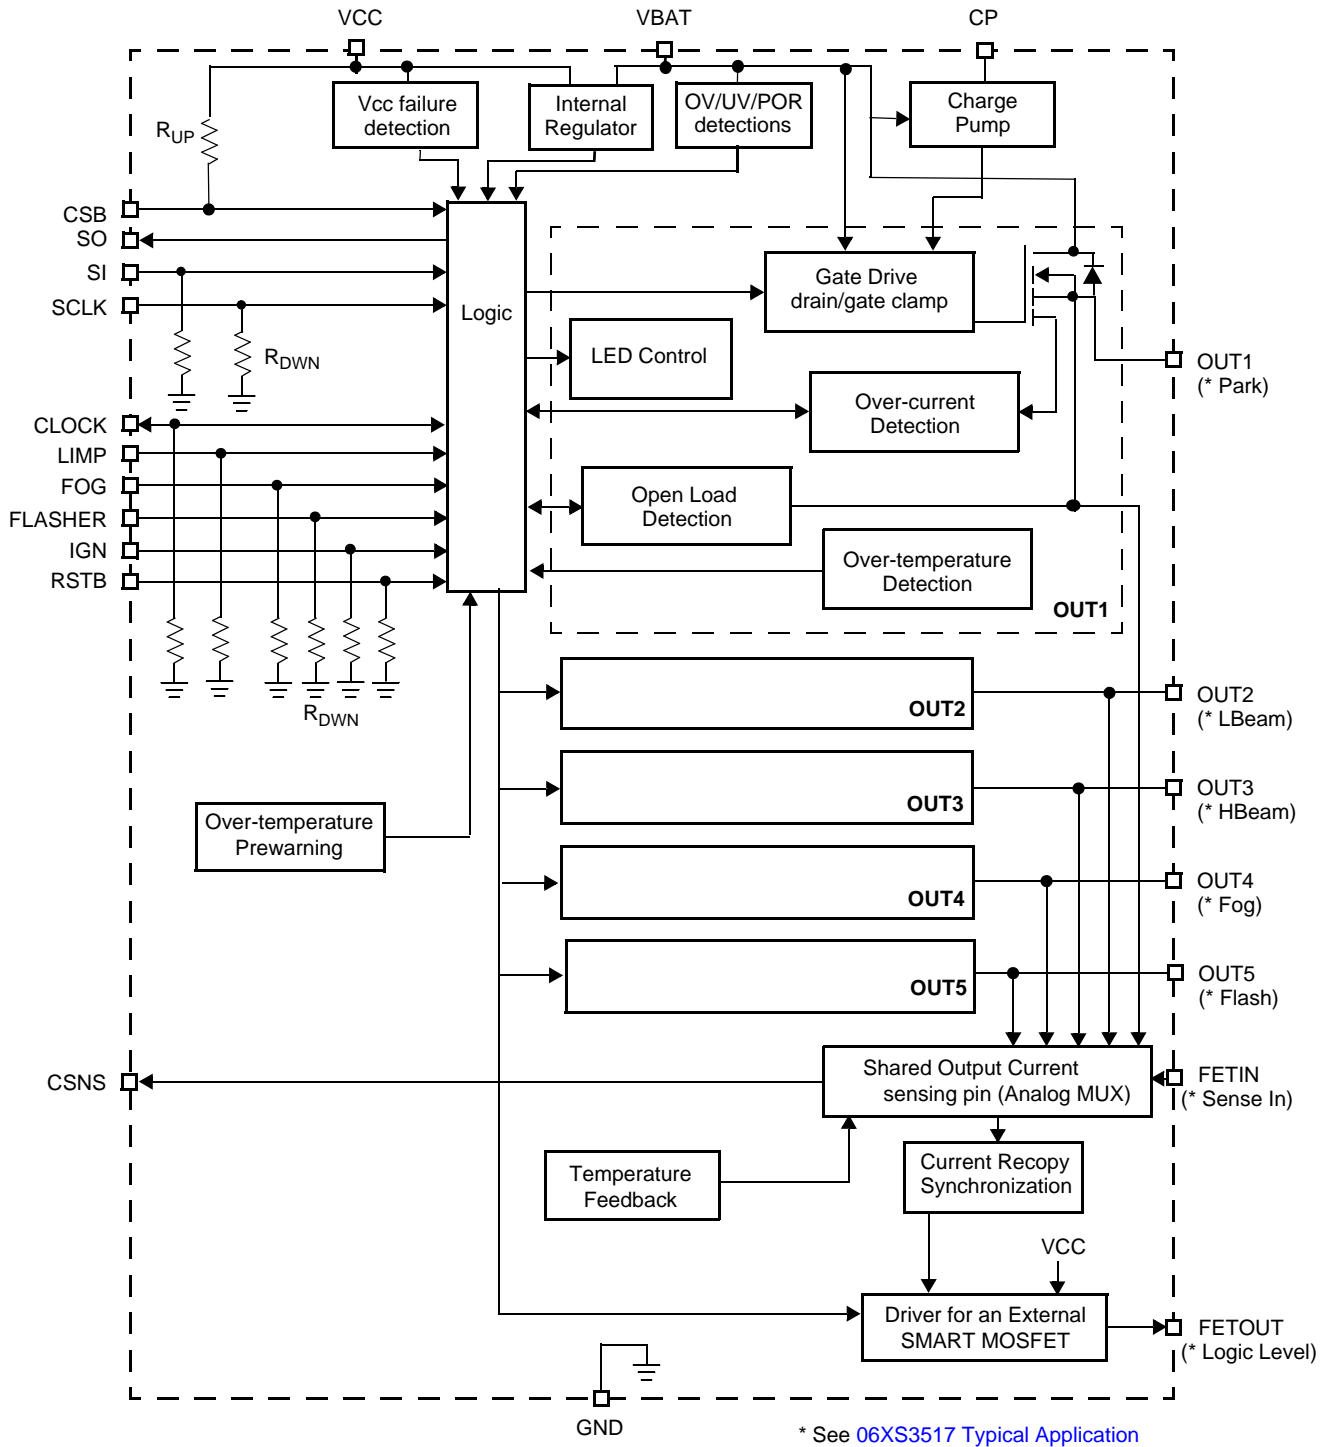 VCC
VBAT
CP
Vcc failure
detection
Internal
Regulator
OV/UV/POR
detections
Charge
Pump
RUP
CSB
SO
SI
SCLK
RDWN
CLOCK
LIMP
FOG
FLASHER
IGN
RSTB
RDWN
Logic
Gate Drive
drain/gate clamp
LED Control
Over-current
Detection
Open Load
Detection
Over-temperature
Detection
OUT1
OUT1
(* Park)
OUT2
OUT2
(* LBeam)
OUT3
OUT3
(* HBeam)
Over-temperature
Prewarning
OUT4
OUT4
(* Fog)
OUT5
OUT5
(* Flash)
CSNS
Shared Output Current
sensing pin (Analog MUX)
FETIN
(* Sense In)
Temperature
Feedback
Current Recopy
Synchronization
VCC
Driver for an External
SMART MOSFET
FETOUT
(* Logic Level)
GND
* See 06XS3517 Typical Application